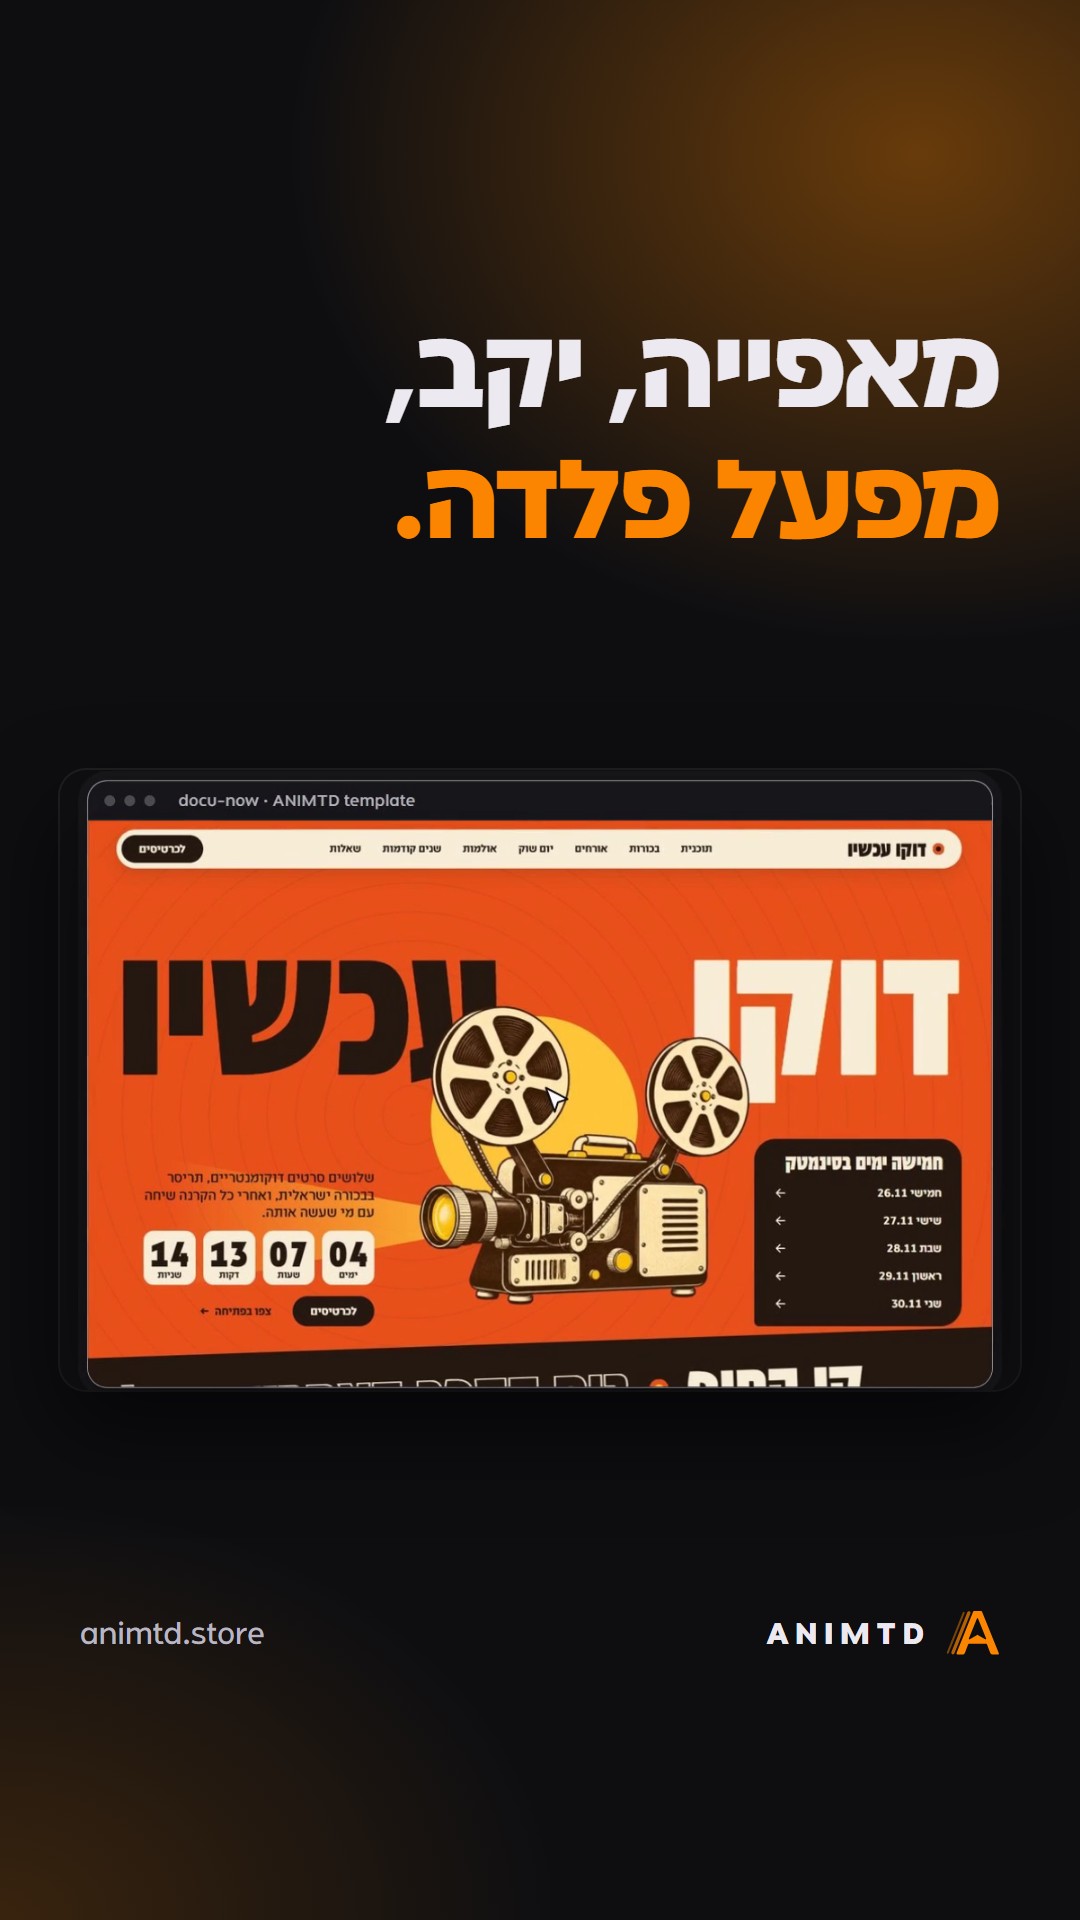 מאפייה, יקב,
מפעל פלדה.
docu-now · ANIMTD template
דוקו עכשיו
תוכנית
בכורות
אורחים
יום שוק
אולמות
שנים קודמות
שאלות
לכרטיסים
דוקו
עכשיו
חמישה ימים בסינמטק
חמישי 26.11 ←
שישי 27.11 ←
שבת 28.11 ←
ראשון 29.11 ←
שני 30.11 ←
שלושים סרטים דוקומנטריים, תריסר
בבכורה ישראלית, ואחרי כל הקרנה שיחה
עם מי שעשה אותה.
04 ימים
07 שעות
13 דקות
14 שניות
לכרטיסים
צפו בפתיחה ←
ANIMTD
animtd.store